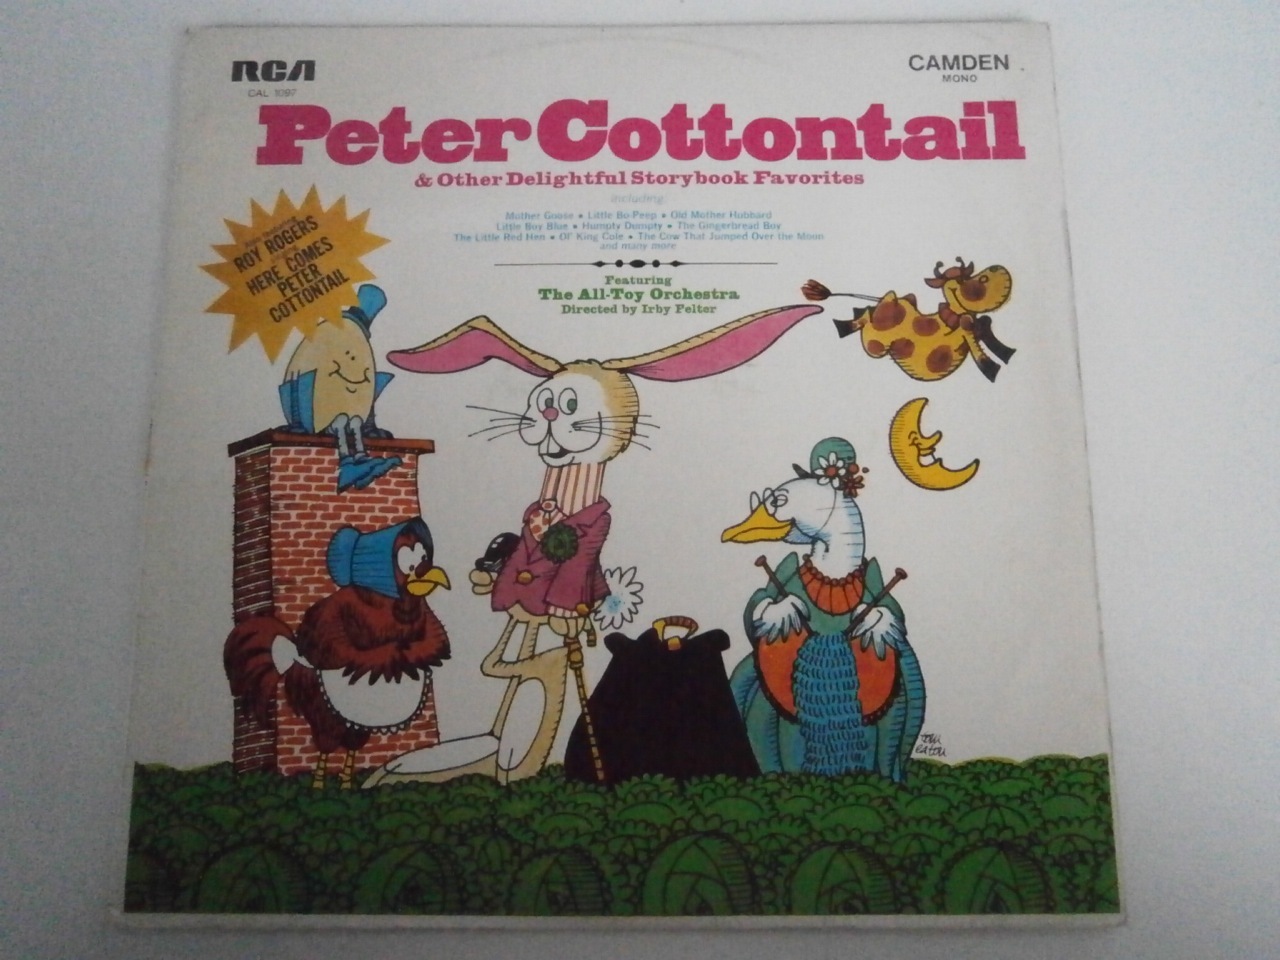 RCA
CAL 1097
CAMDEN
MONO
Peter Cottontail
& Other Delightful Storybook Favorites
including:
Mother Goose • Little Bo-Peep • Old Mother Hubbard
Little Boy Blue • Humpty Dumpty • The Gingerbread Boy
The Little Red Hen • Ol' King Cole • The Cow That Jumped Over the Moon
and many more
Featuring
The All-Toy Orchestra
Directed by Irby Felter
ROY ROGERS
HERE COMES
PETER
COTTONTAIL
tom
eaton